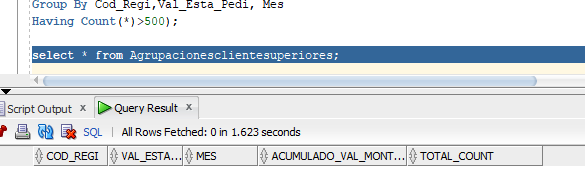 Group By Cod_Regi,Val_Esta_Pedi, Mes
Having Count(*)>500);
select * from Agrupacionesclientesuperiores;
Script Output x Query Result x
SQL | All Rows Fetched: 0 in 1.623 seconds
COD_REGI VAL_ESTA... MES ACUMULADO_VAL_MONT... TOTAL_COUNT